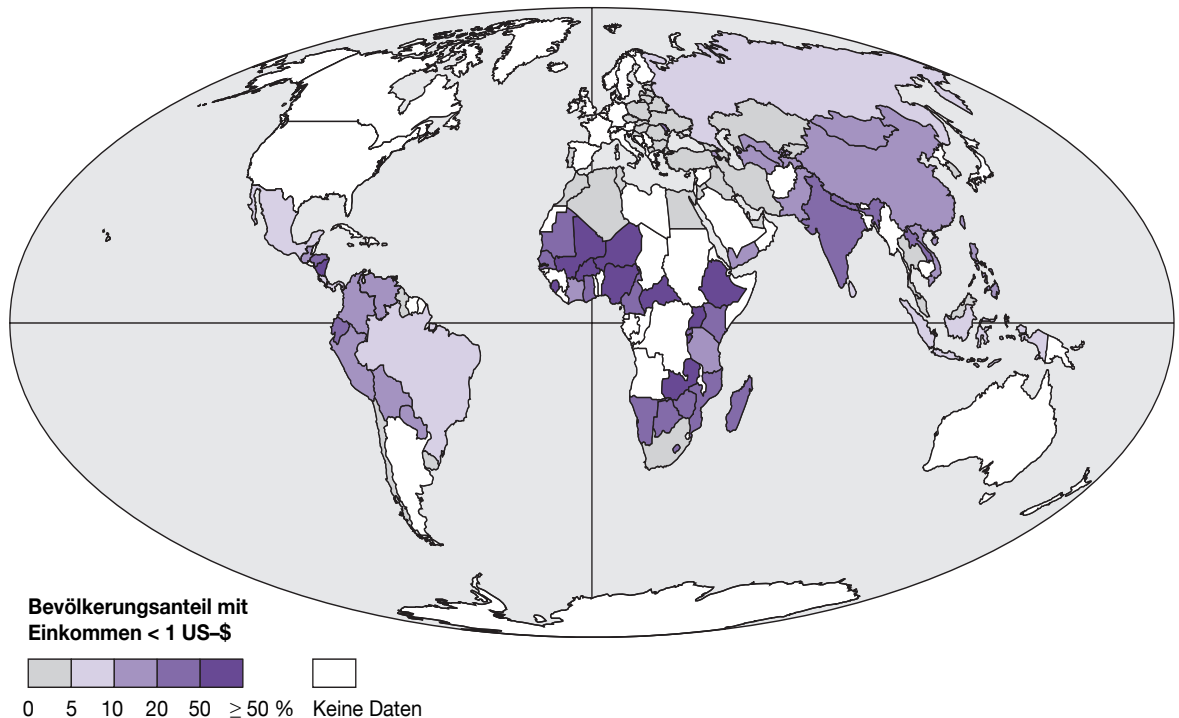 Bevölkerungsanteil mit
Einkommen < 1 US–$
0 5 10 20 50 ≥ 50 % Keine Daten